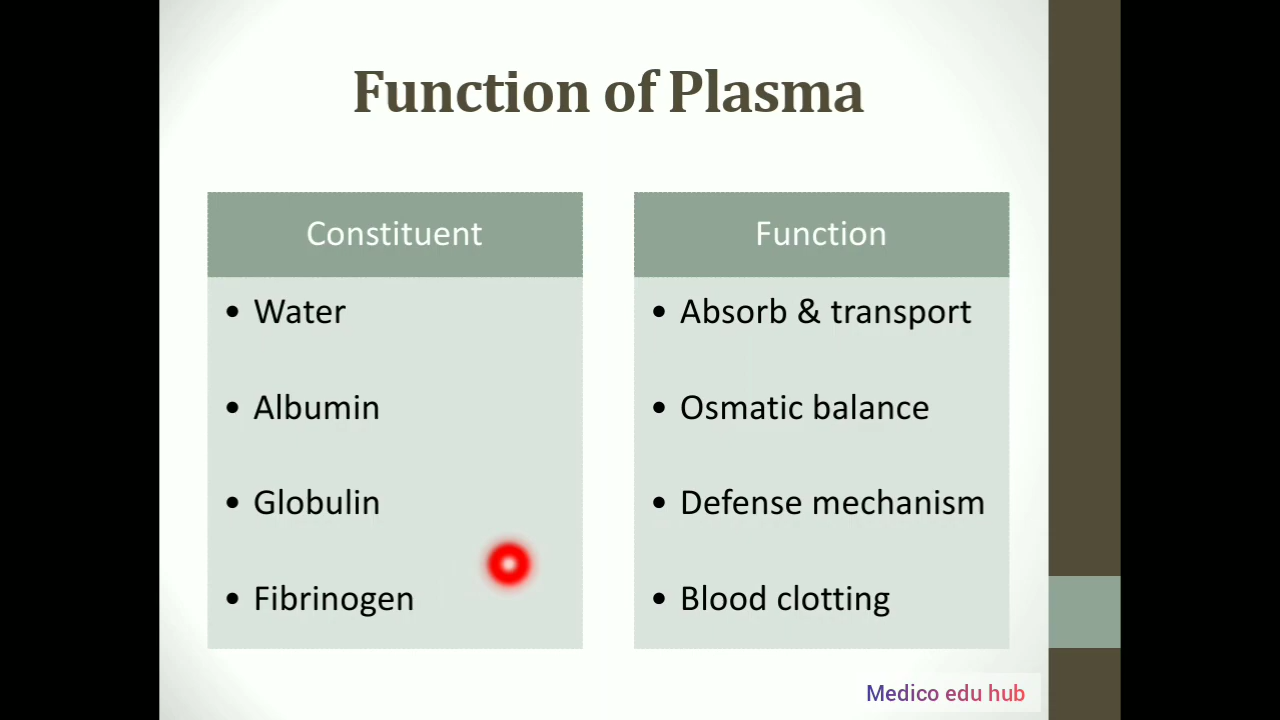 Function of Plasma
Constituent
• Water
• Albumin
• Globulin
• Fibrinogen
Function
• Absorb & transport
• Osmatic balance
• Defense mechanism
• Blood clotting
Medico edu hub